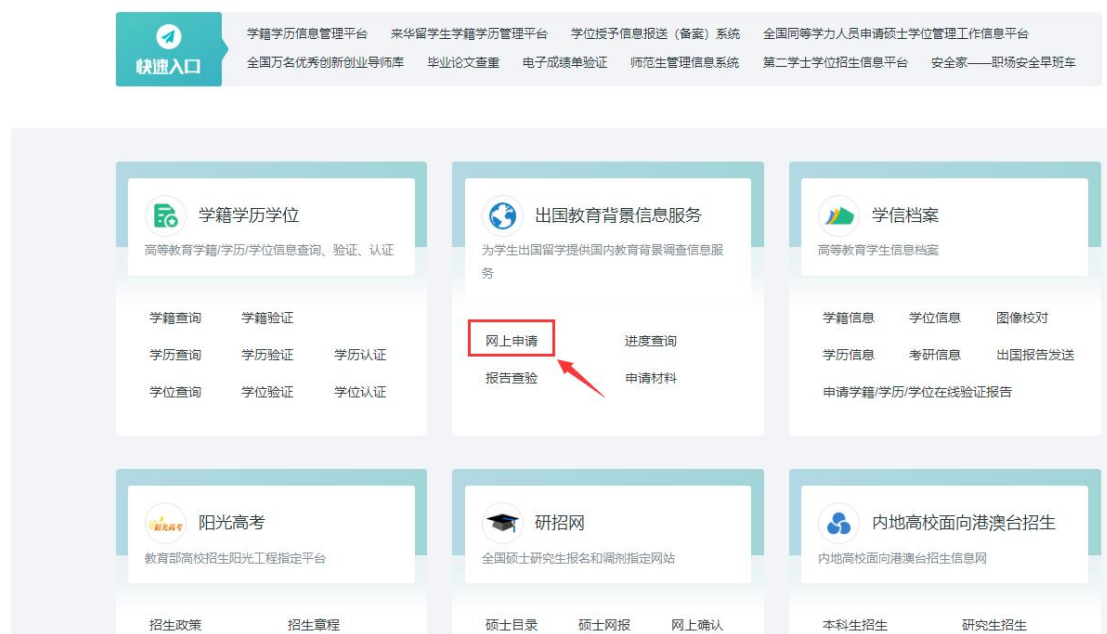 快速入口
学籍学历信息管理平台 来华留学生学籍学历管理平台 学位授予信息报送（备案）系统 全国同等学力人员申请硕士学位管理工作信息平台
全国万名优秀创新创业导师库 毕业论文查重 电子成绩单验证 师范生管理信息系统 第二学士学位招生信息平台 安全家——职场安全早班车
学籍学历学位
高等教育学籍/学历/学位信息查询、验证、认证
学籍查询 学籍验证
学历查询 学历验证 学历认证
学位查询 学位验证 学位认证
出国教育背景信息服务
为学生出国留学提供国内教育背景调查信息服
务
网上申请 进度查询
报告查验 申请材料
学信档案
高等教育学生信息档案
学籍信息 学位信息 图像校对
学历信息 考研信息 出国报告发送
申请学籍/学历/学位在线验证报告
阳光高考
阳光高考
教育部高校招生阳光工程指定平台
招生政策 招生章程
研招网
全国硕士研究生报名和调剂指定网站
硕士目录 硕士网报 网上确认
内地高校面向港澳台招生
内地高校面向港澳台招生信息网
本科生招生 研究生招生